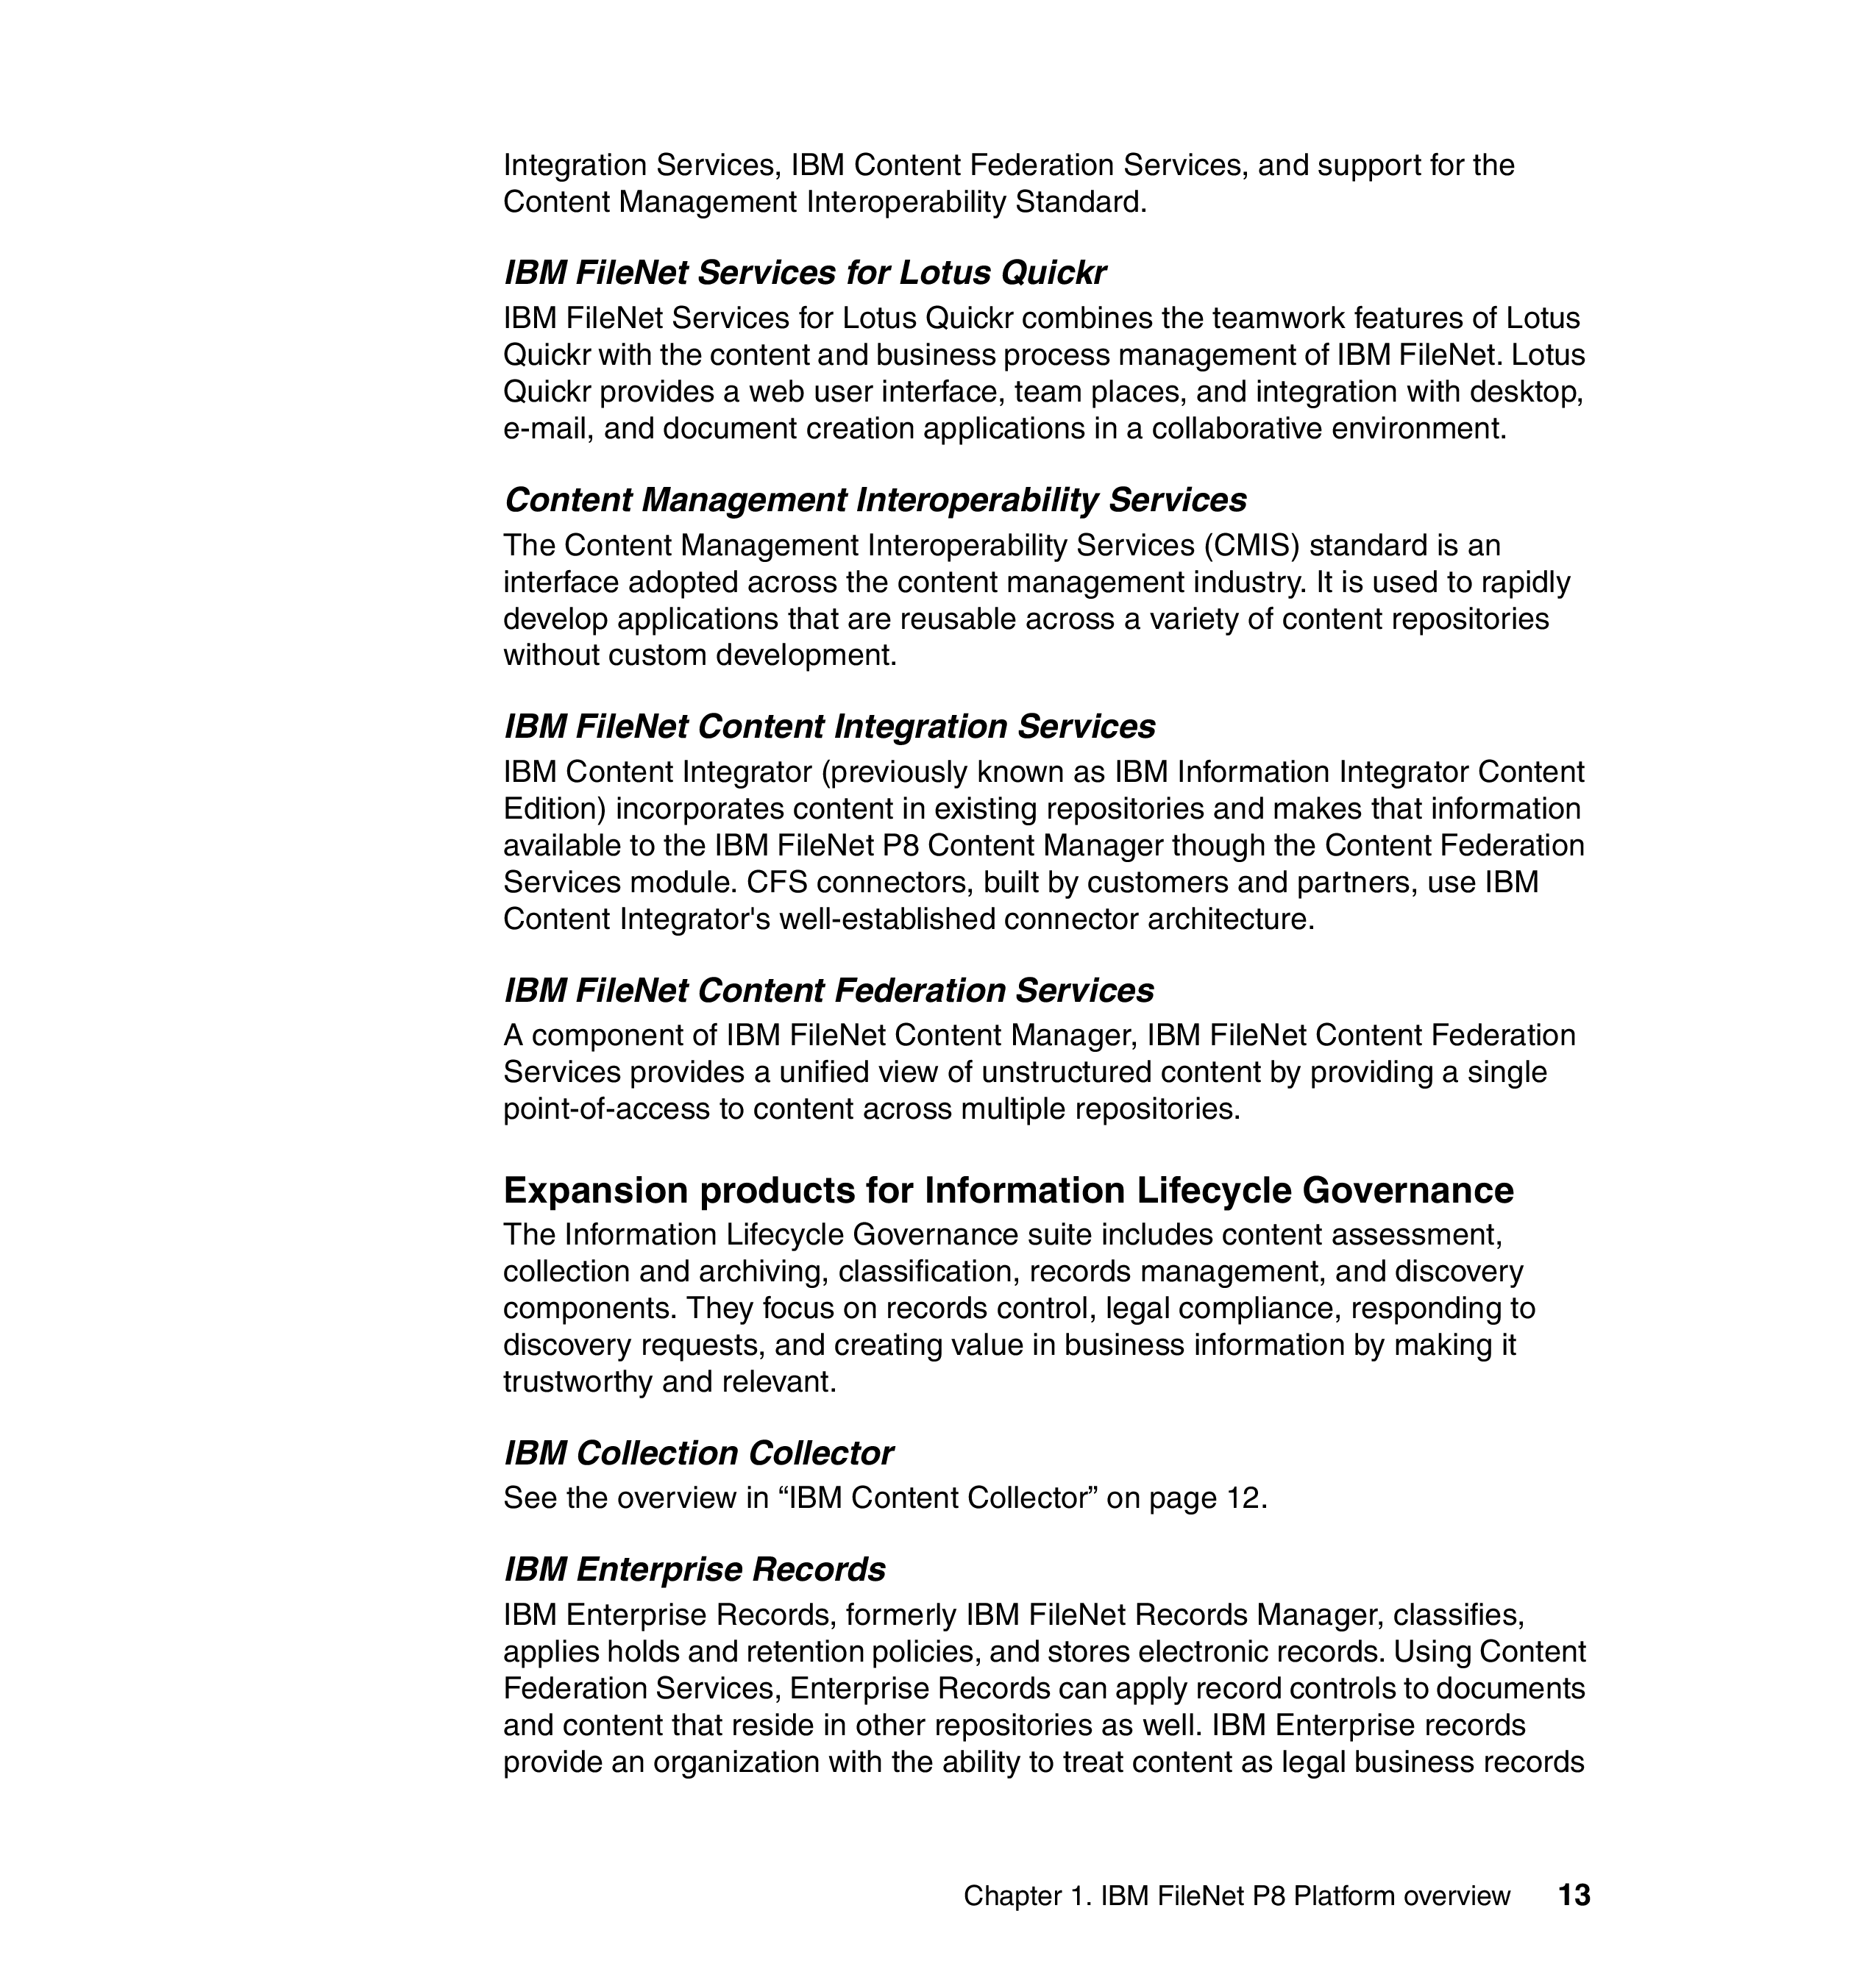 Integration Services, IBM Content Federation Services, and support for the
Content Management Interoperability Standard.
IBM FileNet Services for Lotus Quickr
IBM FileNet Services for Lotus Quickr combines the teamwork features of Lotus
Quickr with the content and business process management of IBM FileNet. Lotus
Quickr provides a web user interface, team places, and integration with desktop,
e-mail, and document creation applications in a collaborative environment.
Content Management Interoperability Services
The Content Management Interoperability Services (CMIS) standard is an
interface adopted across the content management industry. It is used to rapidly
develop applications that are reusable across a variety of content repositories
without custom development.
IBM FileNet Content Integration Services
IBM Content Integrator (previously known as IBM Information Integrator Content
Edition) incorporates content in existing repositories and makes that information
available to the IBM FileNet P8 Content Manager though the Content Federation
Services module. CFS connectors, built by customers and partners, use IBM
Content Integrator's well-established connector architecture.
IBM FileNet Content Federation Services
A component of IBM FileNet Content Manager, IBM FileNet Content Federation
Services provides a unified view of unstructured content by providing a single
point-of-access to content across multiple repositories.
Expansion products for Information Lifecycle Governance
The Information Lifecycle Governance suite includes content assessment,
collection and archiving, classification, records management, and discovery
components. They focus on records control, legal compliance, responding to
discovery requests, and creating value in business information by making it
trustworthy and relevant.
IBM Collection Collector
See the overview in “IBM Content Collector” on page 12.
IBM Enterprise Records
IBM Enterprise Records, formerly IBM FileNet Records Manager, classifies,
applies holds and retention policies, and stores electronic records. Using Content
Federation Services, Enterprise Records can apply record controls to documents
and content that reside in other repositories as well. IBM Enterprise records
provide an organization with the ability to treat content as legal business records
Chapter 1. IBM FileNet P8 Platform overview 13